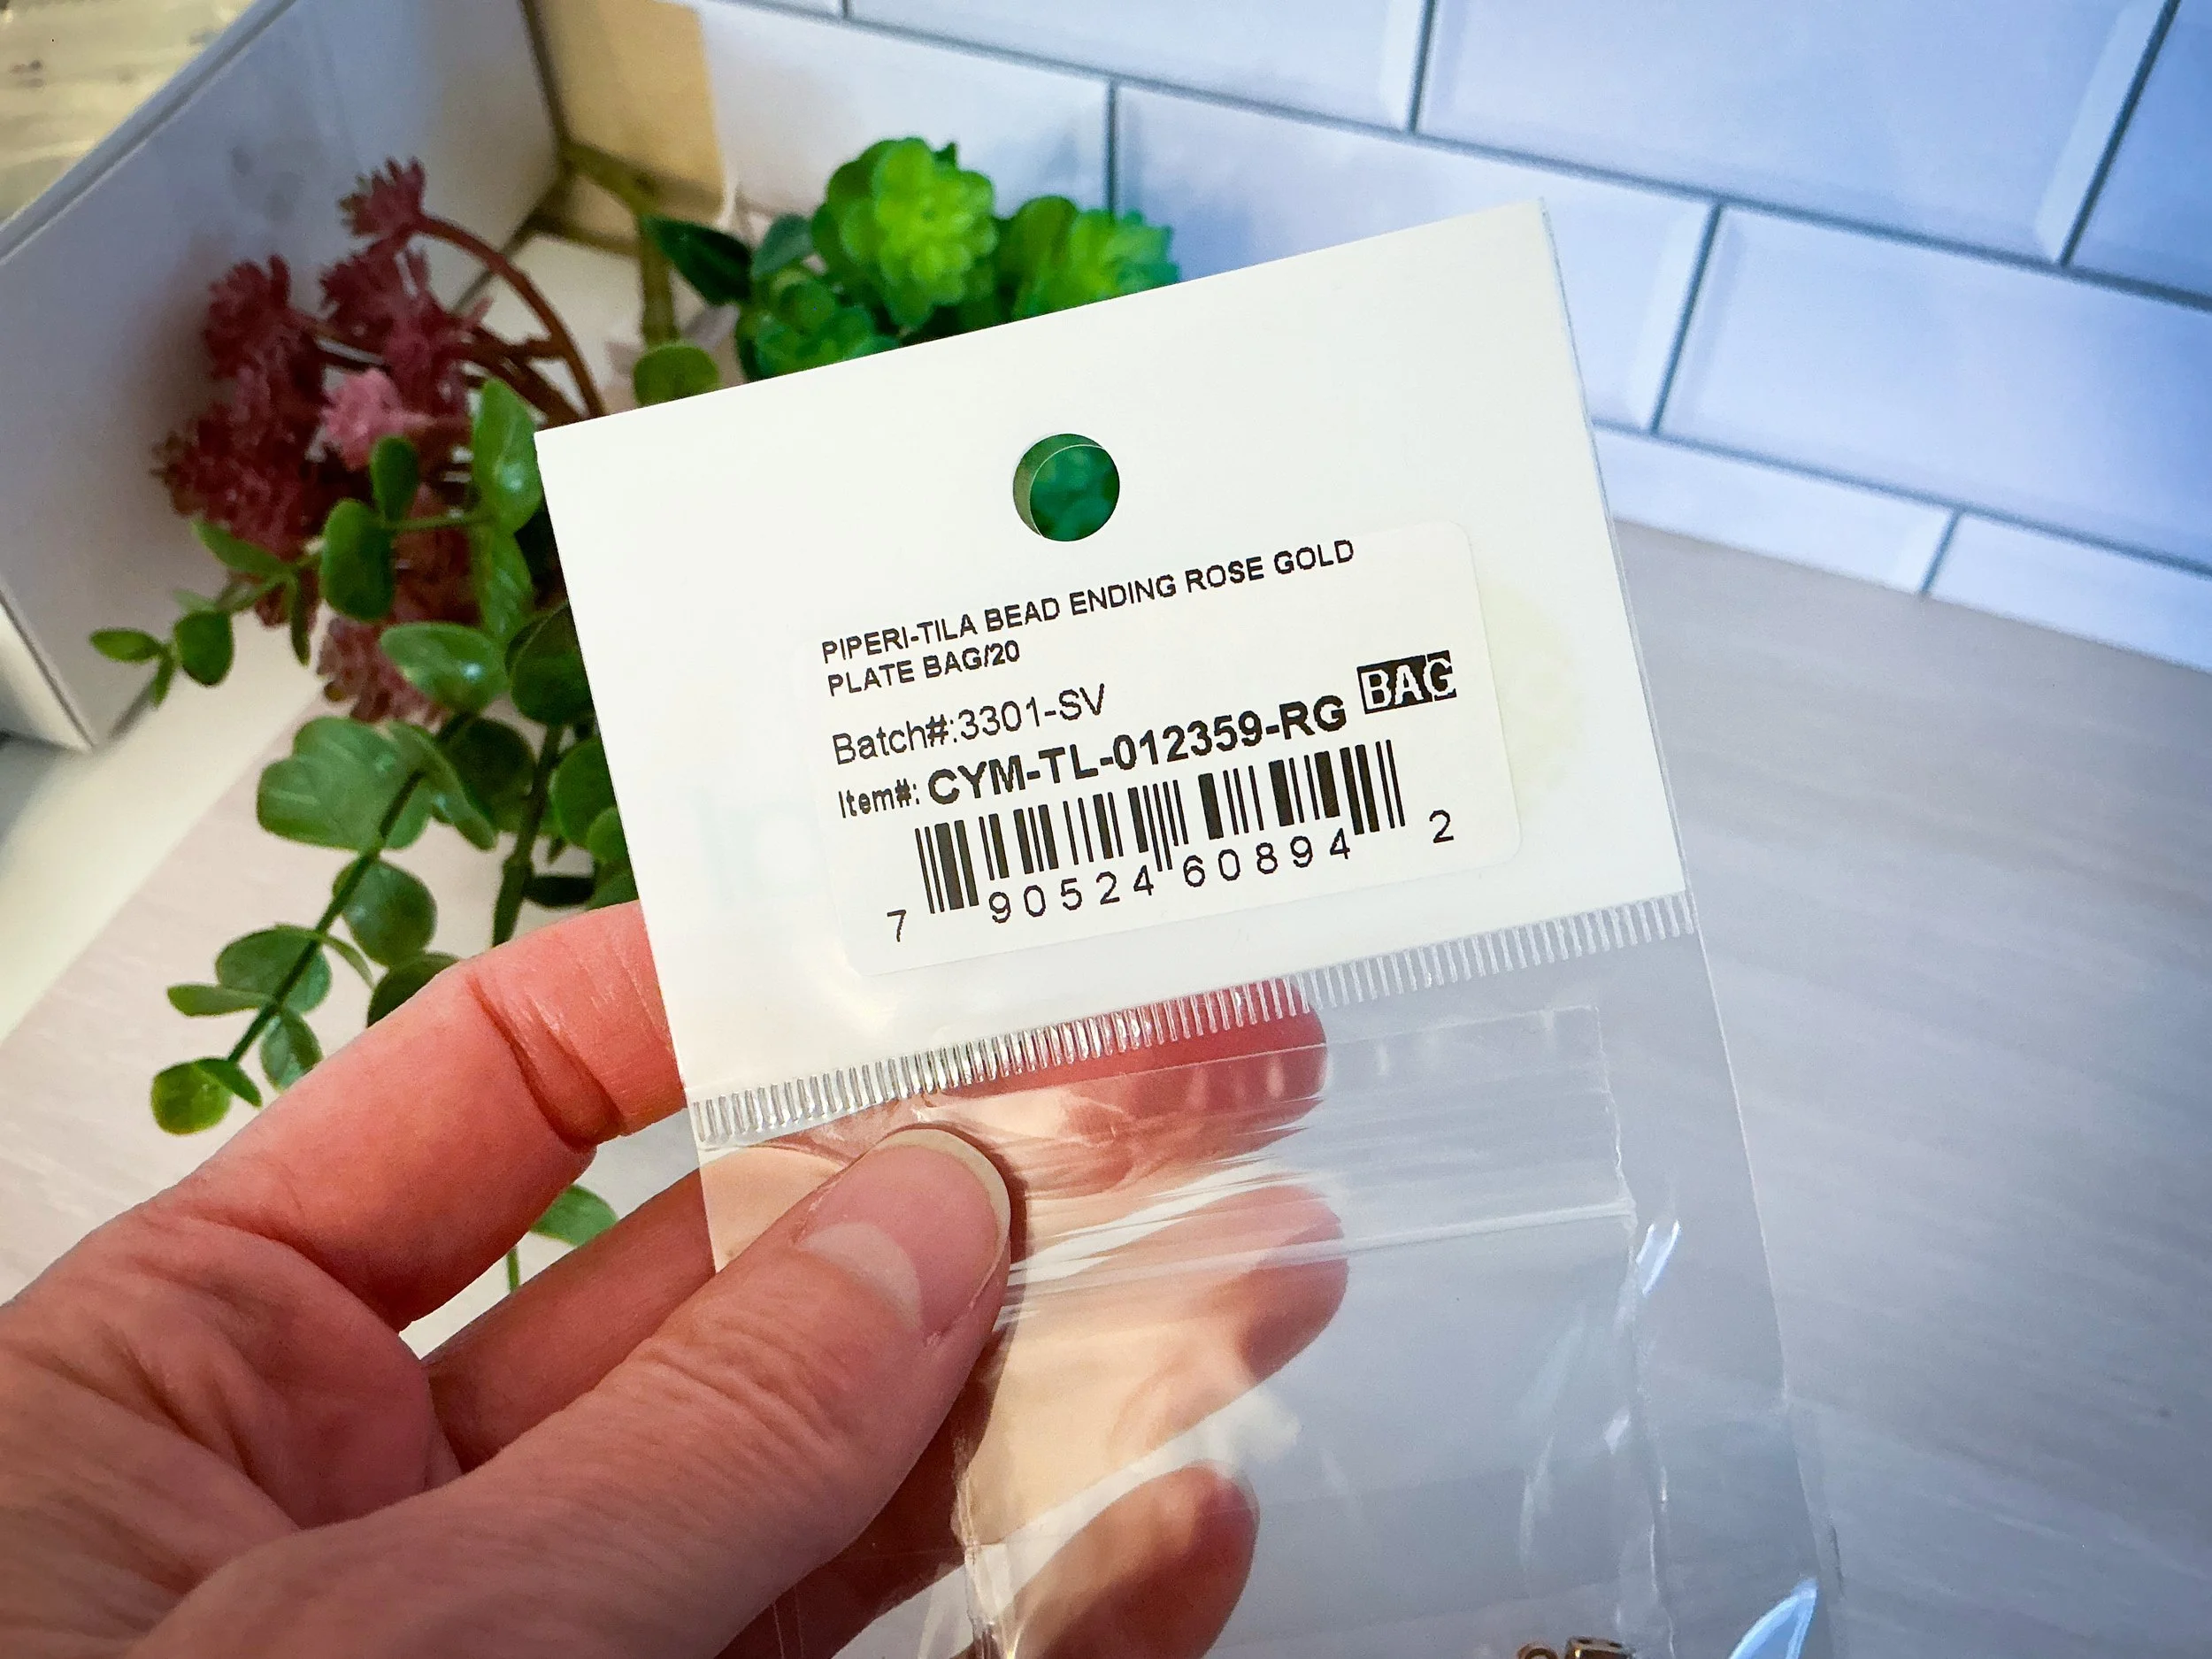 PIPERI-TILA BEAD ENDING ROSE GOLD
PLATE BAG/20
Batch#:3301-SV
Item#: CYM-TL-012359-RG BAG
7 90524 60894 2